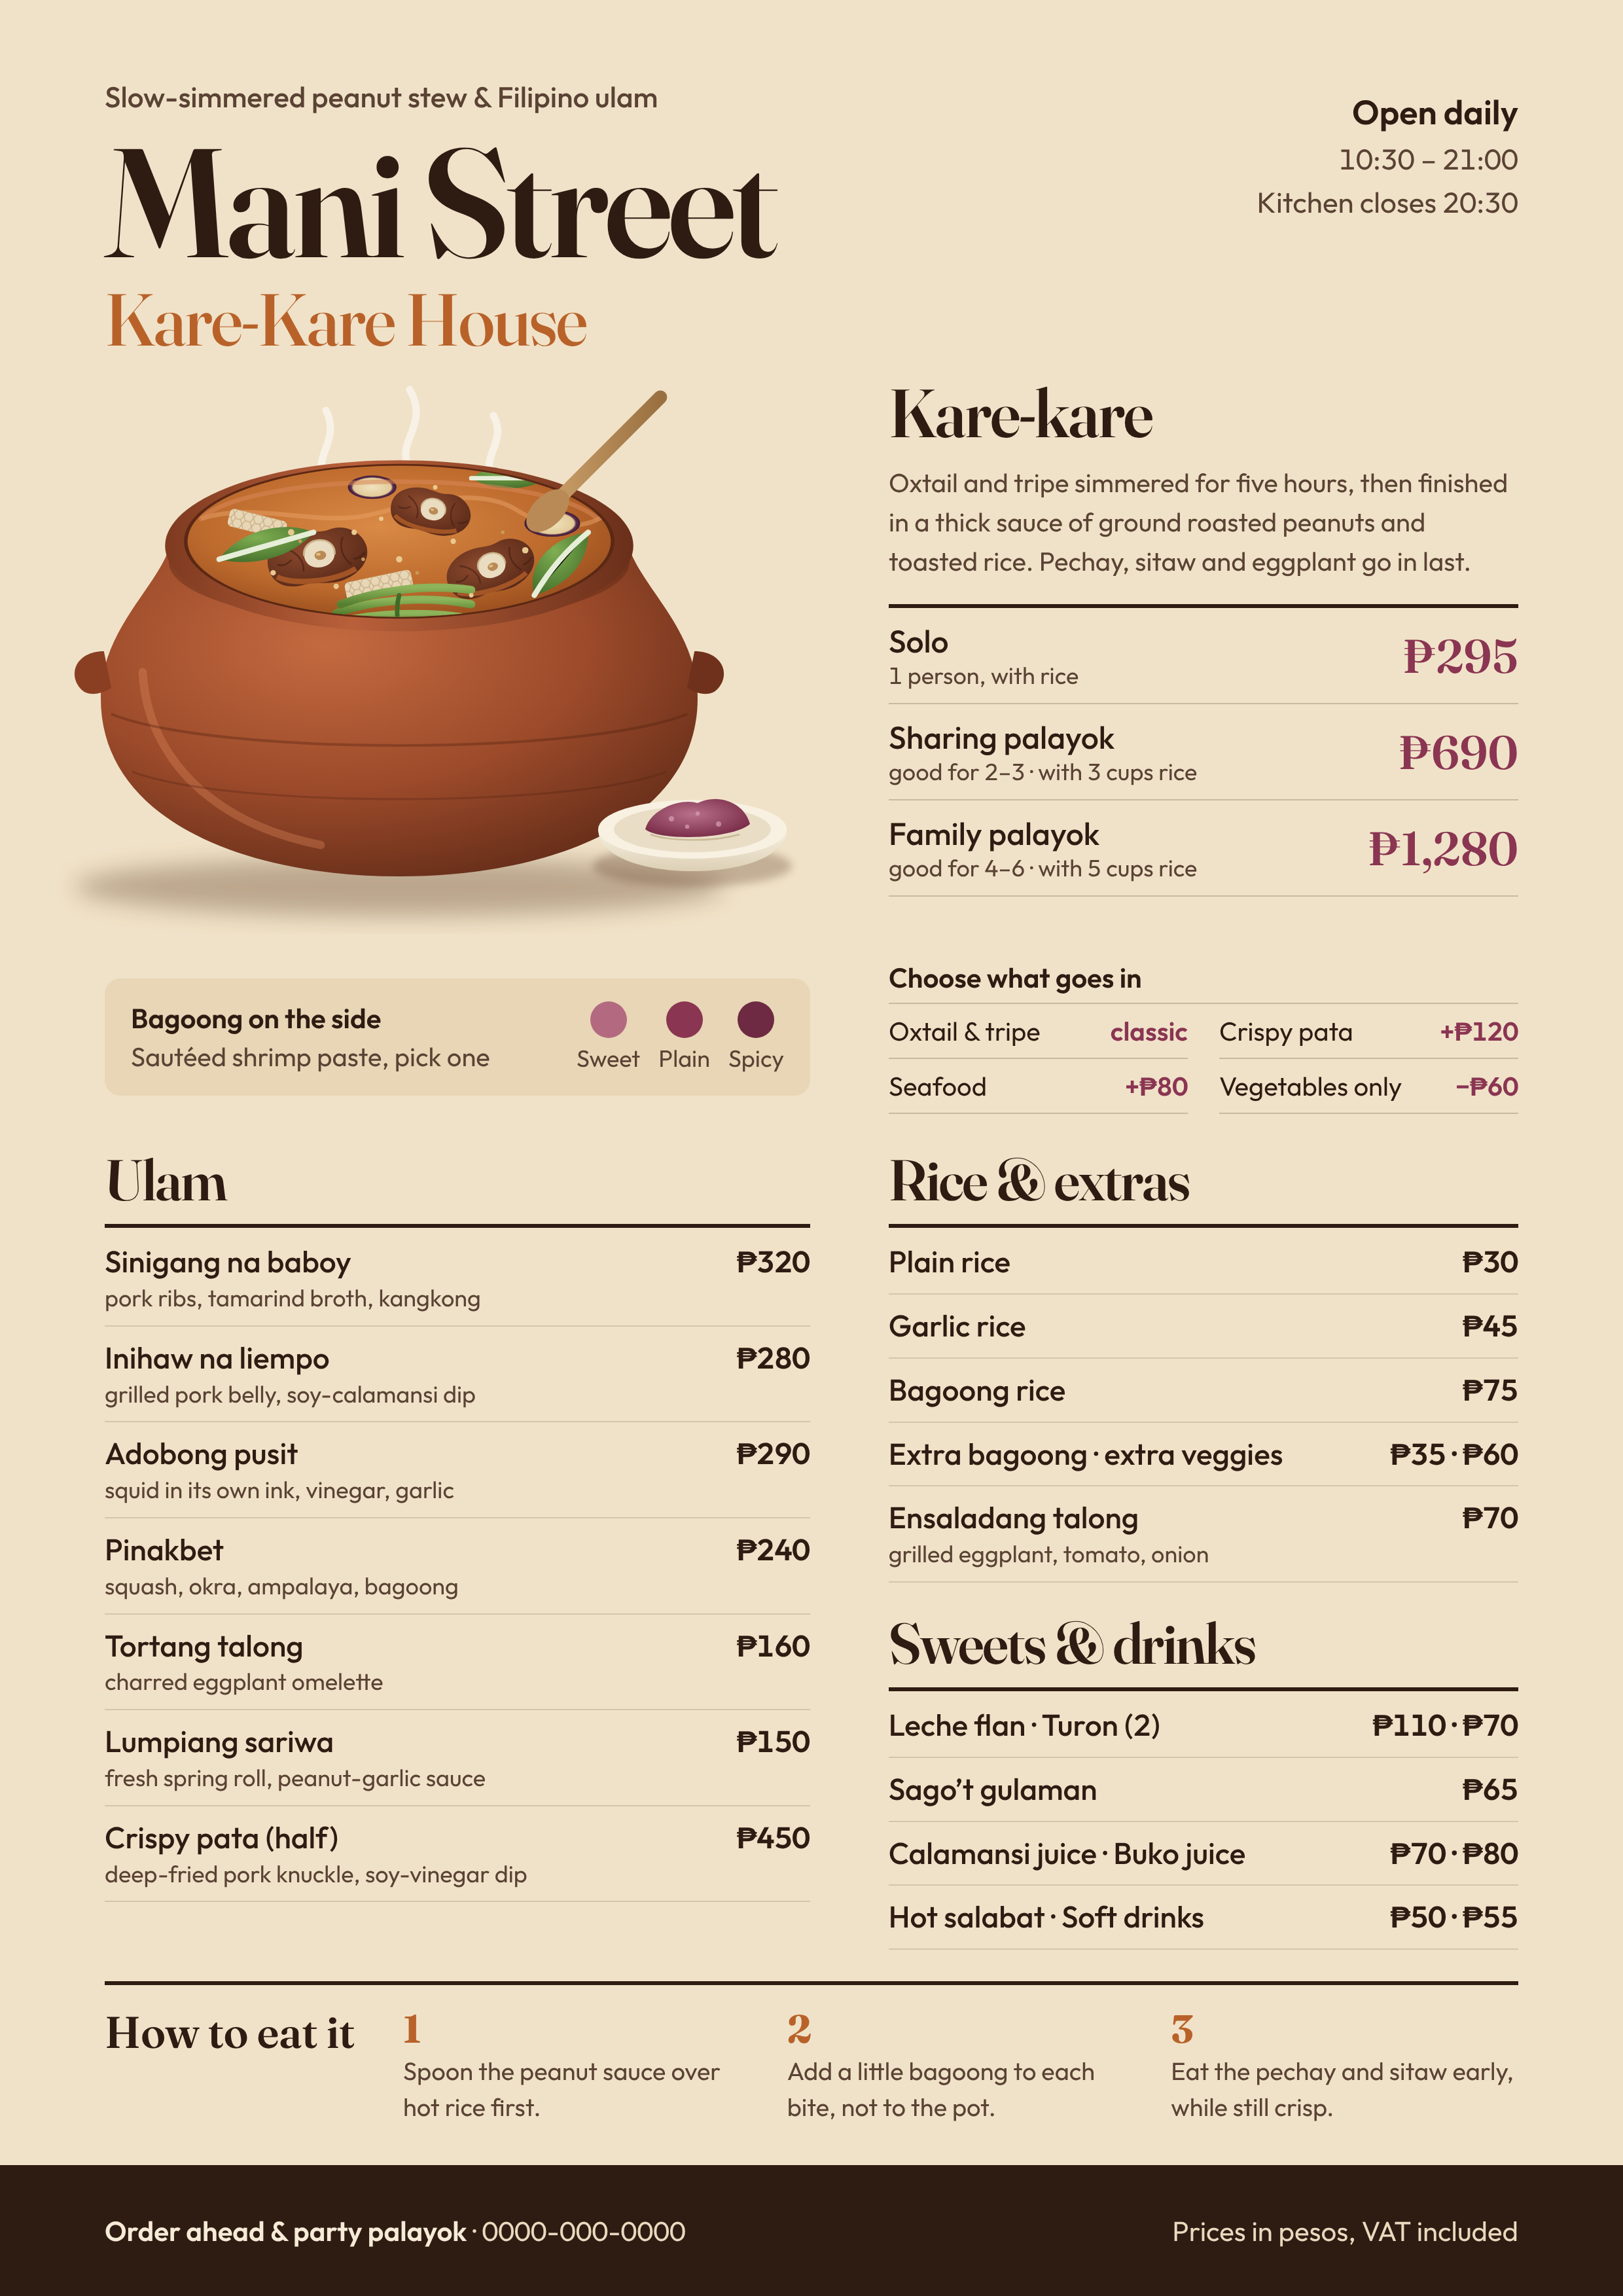 Slow-simmered peanut stew & Filipino ulam
Mani Street
Kare-Kare House
Open daily
10:30 – 21:00
Kitchen closes 20:30
Kare-kare
Oxtail and tripe simmered for five hours, then finished
in a thick sauce of ground roasted peanuts and
toasted rice. Pechay, sitaw and eggplant go in last.
Solo ₱295
1 person, with rice
Sharing palayok ₱690
good for 2–3 · with 3 cups rice
Family palayok ₱1,280
good for 4–6 · with 5 cups rice
Bagoong on the side
Sautéed shrimp paste, pick one
Sweet Plain Spicy
Choose what goes in
Oxtail & tripe classic Crispy pata +₱120
Seafood +₱80 Vegetables only −₱60
Ulam
Sinigang na baboy ₱320
pork ribs, tamarind broth, kangkong
Inihaw na liempo ₱280
grilled pork belly, soy-calamansi dip
Adobong pusit ₱290
squid in its own ink, vinegar, garlic
Pinakbet ₱240
squash, okra, ampalaya, bagoong
Tortang talong ₱160
charred eggplant omelette
Lumpiang sariwa ₱150
fresh spring roll, peanut-garlic sauce
Crispy pata (half) ₱450
deep-fried pork knuckle, soy-vinegar dip
Rice & extras
Plain rice ₱30
Garlic rice ₱45
Bagoong rice ₱75
Extra bagoong · extra veggies ₱35 · ₱60
Ensaladang talong ₱70
grilled eggplant, tomato, onion
Sweets & drinks
Leche flan · Turon (2) ₱110 · ₱70
Sago’t gulaman ₱65
Calamansi juice · Buko juice ₱70 · ₱80
Hot salabat · Soft drinks ₱50 · ₱55
How to eat it
1
Spoon the peanut sauce over
hot rice first.
2
Add a little bagoong to each
bite, not to the pot.
3
Eat the pechay and sitaw early,
while still crisp.
Order ahead & party palayok · 0000-000-0000
Prices in pesos, VAT included